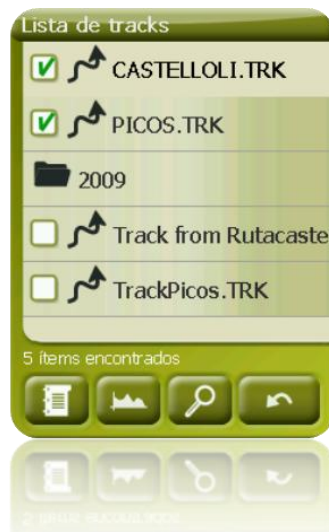 Lista de tracks
CASTELLOLI.TRK
PICOS.TRK
2009
Track from Rutacaste
TrackPicos.TRK
5 ítems encontrados